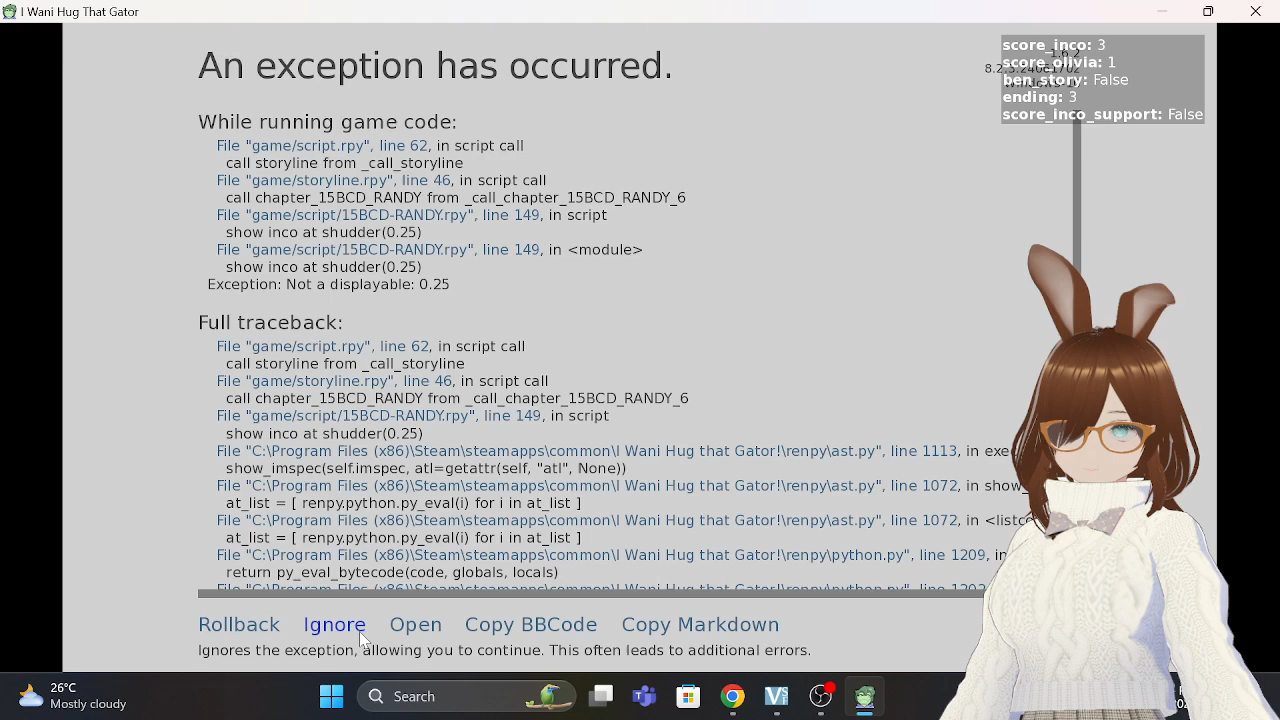 I Wani Hug That Gator
An exception has occurred.
score_inco: 3
score_olivia: 1
ben_story: False
ending: 3
score_inco_support: False
While running game code:
File "game/script.rpy", line 62, in script call
call storyline from _call_storyline
File "game/storyline.rpy", line 46, in script call
call chapter_15BCD_RANDY from _call_chapter_15BCD_RANDY_6
File "game/script/15BCD-RANDY.rpy", line 149, in script
show inco at shudder(0.25)
File "game/script/15BCD-RANDY.rpy", line 149, in <module>
show inco at shudder(0.25)
Exception: Not a displayable: 0.25
Full traceback:
File "game/script.rpy", line 62, in script call
call storyline from _call_storyline
File "game/storyline.rpy", line 46, in script call
call chapter_15BCD_RANDY from _call_chapter_15BCD_RANDY_6
File "game/script/15BCD-RANDY.rpy", line 149, in script
show inco at shudder(0.25)
File "C:\Program Files (x86)\Steam\steamapps\common\I Wani Hug that Gator!\renpy\ast.py", line 1113, in
show_imspec(self.imspec, atl=getattr(self, "atl", None))
File "C:\Program Files (x86)\Steam\steamapps\common\I Wani Hug that Gator!\renpy\ast.py", line 1072, in show_
at_list = [ renpy.python.py_eval(i) for i in at_list ]
File "C:\Program Files (x86)\Steam\steamapps\common\I Wani Hug that Gator!\renpy\ast.py", line 1072, in
at_list = [ renpy.python.py_eval(i) for i in at_list ]
File "C:\Program Files (x86)\Steam\steamapps\common\I Wani Hug that Gator!\renpy\python.py", line 1209, in
return py_eval_bytecode(code, globals, locals)
Rollback Ignore Open Copy BBCode Copy Markdown
Ignores the exception, allowing you to continue. This often leads to additional errors.
26°C
Mostly cloudy
Search